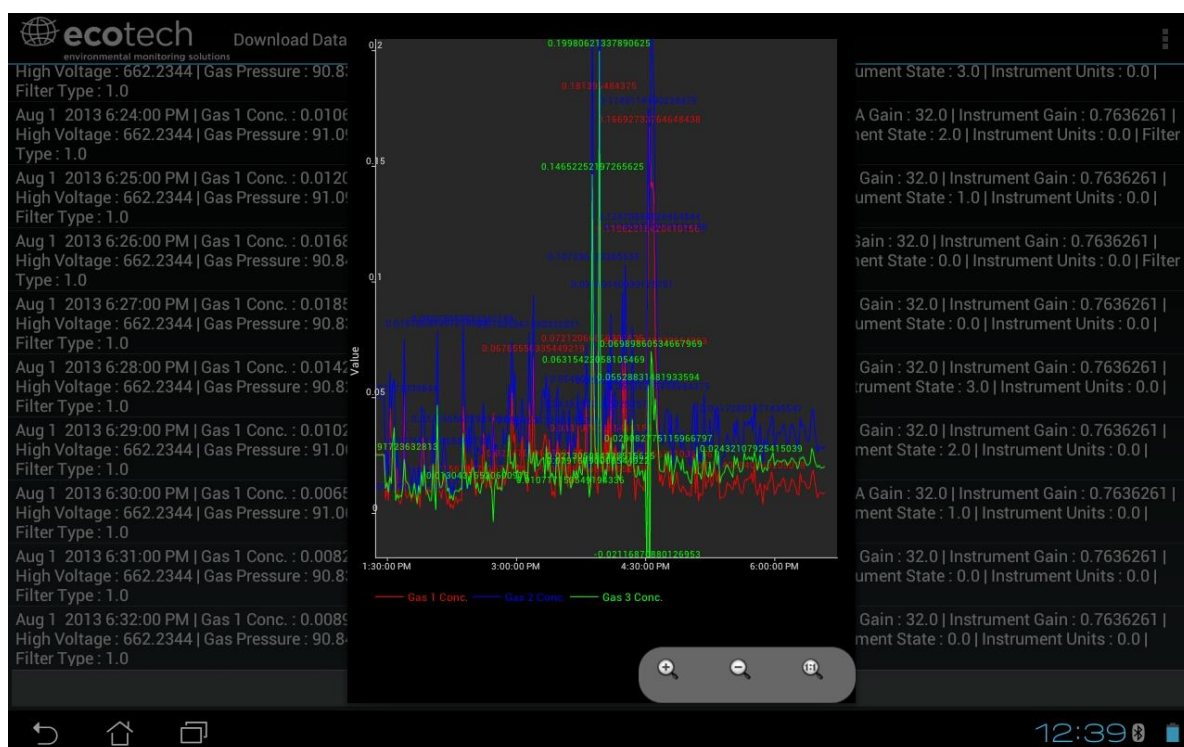 ecotech
environmental monitoring solutions
Download Data
High Voltage : 662.2344 | Gas Pressure : 90.8
ument State : 3.0 | Instrument Units : 0.0 |
Filter Type : 1.0
Aug 1 2013 6:24:00 PM | Gas 1 Conc. : 0.0106
A Gain : 32.0 | Instrument Gain : 0.7636261 |
High Voltage : 662.2344 | Gas Pressure : 91.0
ent State : 2.0 | Instrument Units : 0.0 | Filter
Type : 1.0
Aug 1 2013 6:25:00 PM | Gas 1 Conc. : 0.0120
Gain : 32.0 | Instrument Gain : 0.7636261 |
High Voltage : 662.2344 | Gas Pressure : 91.0
ument State : 1.0 | Instrument Units : 0.0 |
Filter Type : 1.0
Aug 1 2013 6:26:00 PM | Gas 1 Conc. : 0.0168
Gain : 32.0 | Instrument Gain : 0.7636261 |
High Voltage : 662.2344 | Gas Pressure : 90.8
ent State : 0.0 | Instrument Units : 0.0 | Filter
Type : 1.0
Aug 1 2013 6:27:00 PM | Gas 1 Conc. : 0.0185
Gain : 32.0 | Instrument Gain : 0.7636261 |
High Voltage : 662.2344 | Gas Pressure : 90.8
ument State : 0.0 | Instrument Units : 0.0 |
Filter Type : 1.0
Aug 1 2013 6:28:00 PM | Gas 1 Conc. : 0.0142
Gain : 32.0 | Instrument Gain : 0.7636261 |
High Voltage : 662.2344 | Gas Pressure : 90.8
trument State : 3.0 | Instrument Units : 0.0 |
Filter Type : 1.0
Aug 1 2013 6:29:00 PM | Gas 1 Conc. : 0.0102
Gain : 32.0 | Instrument Gain : 0.7636261 |
High Voltage : 662.2344 | Gas Pressure : 91.0
ment State : 2.0 | Instrument Units : 0.0 |
Filter Type : 1.0
Aug 1 2013 6:30:00 PM | Gas 1 Conc. : 0.0065
A Gain : 32.0 | Instrument Gain : 0.7636261 |
High Voltage : 662.2344 | Gas Pressure : 91.0
ment State : 1.0 | Instrument Units : 0.0 |
Filter Type : 1.0
Aug 1 2013 6:31:00 PM | Gas 1 Conc. : 0.0082
Gain : 32.0 | Instrument Gain : 0.7636261 |
High Voltage : 662.2344 | Gas Pressure : 90.8
ument State : 0.0 | Instrument Units : 0.0 |
Filter Type : 1.0
Aug 1 2013 6:32:00 PM | Gas 1 Conc. : 0.0089
Gain : 32.0 | Instrument Gain : 0.7636261 |
High Voltage : 662.2344 | Gas Pressure : 90.8
ment State : 0.0 | Instrument Units : 0.0 |
Filter Type : 1.0
0.2
0.15
0.1
0.05
0
Value
0.19980621337890625
0.14652252197265625
0.06315423058105469
0.06989860534667969
0.05528831481933594
0.029082775115966797
0.02432107925415039
-0.02116870880126953
1:30:00 PM
3:00:00 PM
4:30:00 PM
6:00:00 PM
Gas 1 Conc.
Gas 2 Conc.
Gas 3 Conc.
12:39